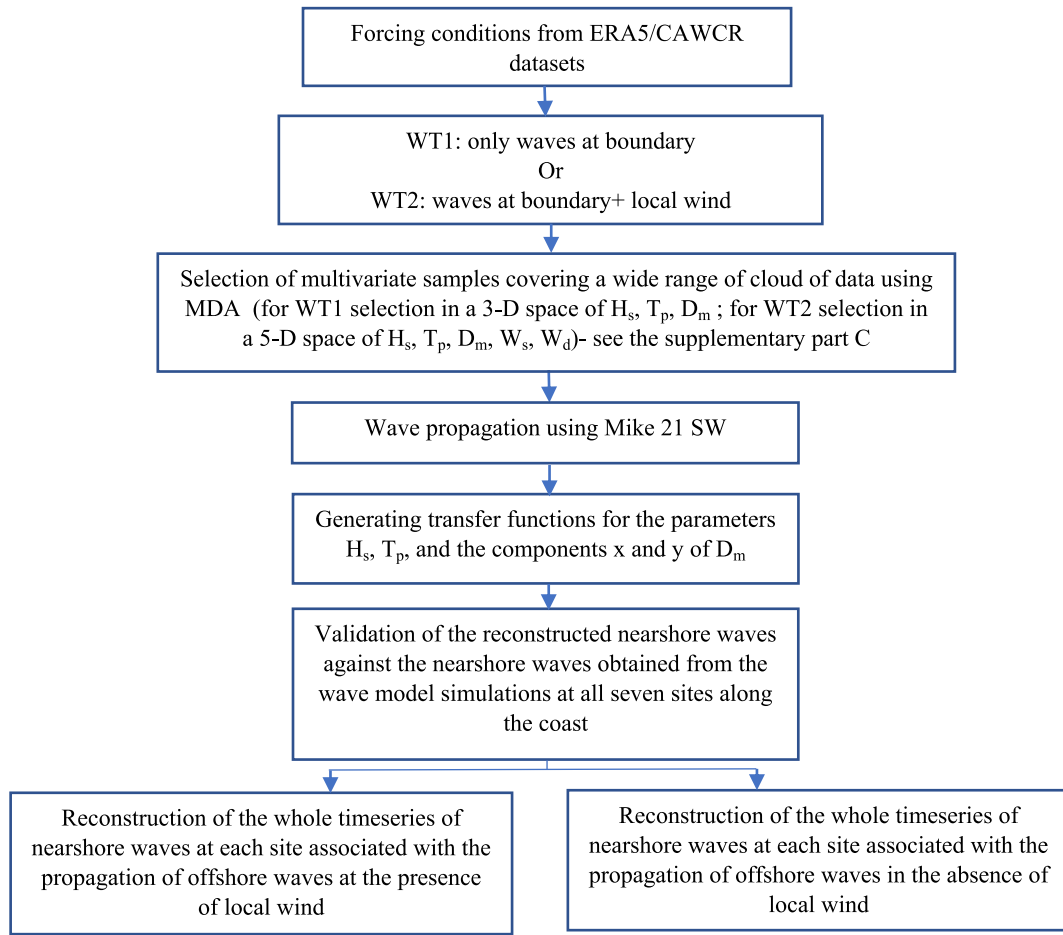 Forcing conditions from ERA5/CAWCR
datasets
WT1: only waves at boundary
Or
WT2: waves at boundary+ local wind
Selection of multivariate samples covering a wide range of cloud of data using
MDA (for WT1 selection in a 3-D space of Hs, Tp, Dm ; for WT2 selection in
a 5-D space of Hs, Tp, Dm, Ws, Wd)- see the supplementary part C
Wave propagation using Mike 21 SW
Generating transfer functions for the parameters
Hs, Tp, and the components x and y of Dm
Validation of the reconstructed nearshore waves
against the nearshore waves obtained from the
wave model simulations at all seven sites along
the coast
Reconstruction of the whole timeseries of
nearshore waves at each site associated with the
propagation of offshore waves at the presence
of local wind
Reconstruction of the whole timeseries of
nearshore waves at each site associated with the
propagation of offshore waves in the absence of
local wind